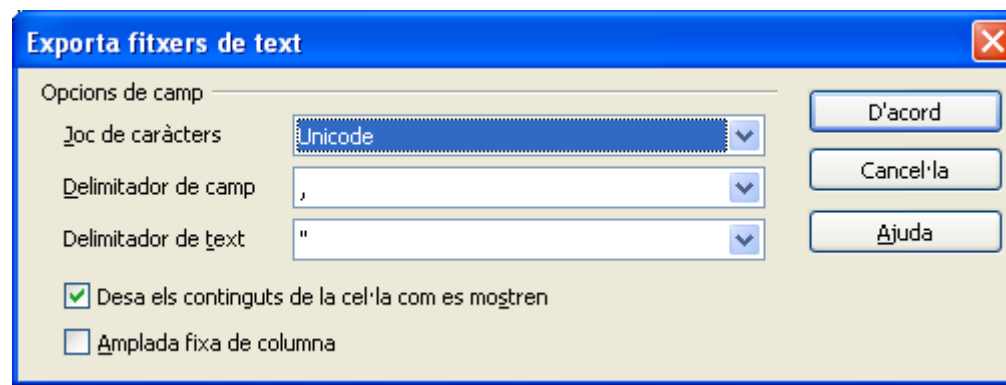 Exporta fitxers de text
Opcions de camp
Joc de caràcters
Unicode
Delimitador de camp
,
Delimitador de text
"
Desa els continguts de la cel·la com es mostren
Amplada fixa de columna
D'acord
Cancel·la
Ajuda